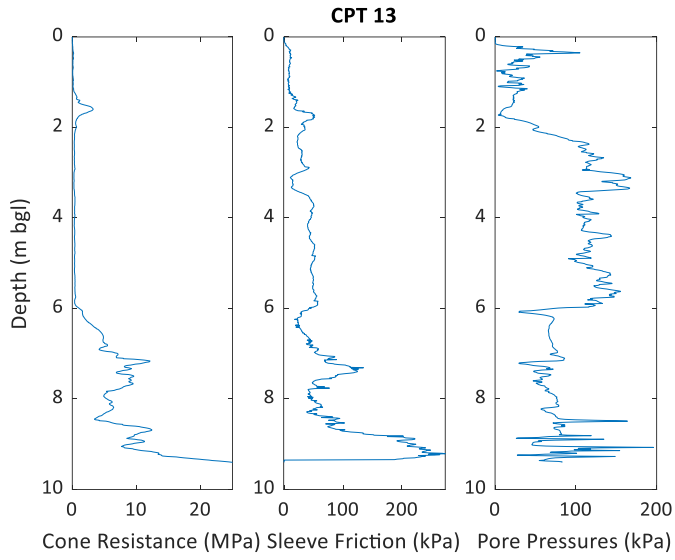 CPT 13
0 0 0
2 2 2
4 4 4
6 6 6
8 8 8
10 10 10
0 10 20 0 100 200 0 100 200
Depth (m bgl)
Cone Resistance (MPa) Sleeve Friction (kPa) Pore Pressures (kPa)